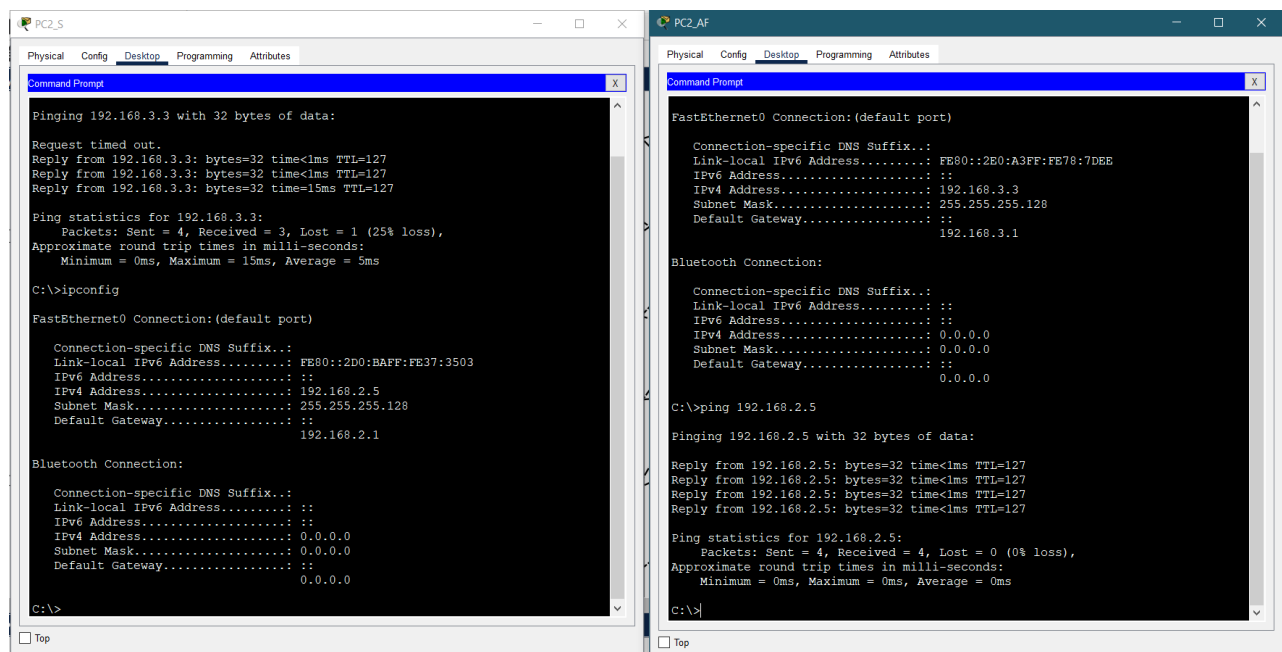 PC2_S
Physical Config Desktop Programming Attributes
Command Prompt X
Pinging 192.168.3.3 with 32 bytes of data:
Request timed out.
Reply from 192.168.3.3: bytes=32 time<1ms TTL=127
Reply from 192.168.3.3: bytes=32 time<1ms TTL=127
Reply from 192.168.3.3: bytes=32 time=15ms TTL=127
Ping statistics for 192.168.3.3:
    Packets: Sent = 4, Received = 3, Lost = 1 (25% loss),
Approximate round trip times in milli-seconds:
    Minimum = 0ms, Maximum = 15ms, Average = 5ms
C:\>ipconfig
FastEthernet0 Connection:(default port)
   Connection-specific DNS Suffix..:
   Link-local IPv6 Address.........: FE80::2D0:BAFF:FE37:3503
   IPv6 Address....................: ::
   IPv4 Address....................: 192.168.2.5
   Subnet Mask.....................: 255.255.255.128
   Default Gateway.................: ::
                                     192.168.2.1
Bluetooth Connection:
   Connection-specific DNS Suffix..:
   Link-local IPv6 Address.........: ::
   IPv6 Address....................: ::
   IPv4 Address....................: 0.0.0.0
   Subnet Mask.....................: 0.0.0.0
   Default Gateway.................: ::
                                     0.0.0.0
C:\>
Top
PC2_AF
Physical Config Desktop Programming Attributes
Command Prompt X
FastEthernet0 Connection:(default port)
   Connection-specific DNS Suffix..:
   Link-local IPv6 Address.........: FE80::2E0:A3FF:FE78:7DEE
   IPv6 Address....................: ::
   IPv4 Address....................: 192.168.3.3
   Subnet Mask.....................: 255.255.255.128
   Default Gateway.................: ::
                                     192.168.3.1
Bluetooth Connection:
   Connection-specific DNS Suffix..:
   Link-local IPv6 Address.........: ::
   IPv6 Address....................: ::
   IPv4 Address....................: 0.0.0.0
   Subnet Mask.....................: 0.0.0.0
   Default Gateway.................: ::
                                     0.0.0.0
C:\>ping 192.168.2.5
Pinging 192.168.2.5 with 32 bytes of data:
Reply from 192.168.2.5: bytes=32 time<1ms TTL=127
Reply from 192.168.2.5: bytes=32 time<1ms TTL=127
Reply from 192.168.2.5: bytes=32 time<1ms TTL=127
Reply from 192.168.2.5: bytes=32 time<1ms TTL=127
Ping statistics for 192.168.2.5:
    Packets: Sent = 4, Received = 4, Lost = 0 (0% loss),
Approximate round trip times in milli-seconds:
    Minimum = 0ms, Maximum = 0ms, Average = 0ms
C:\>
Top